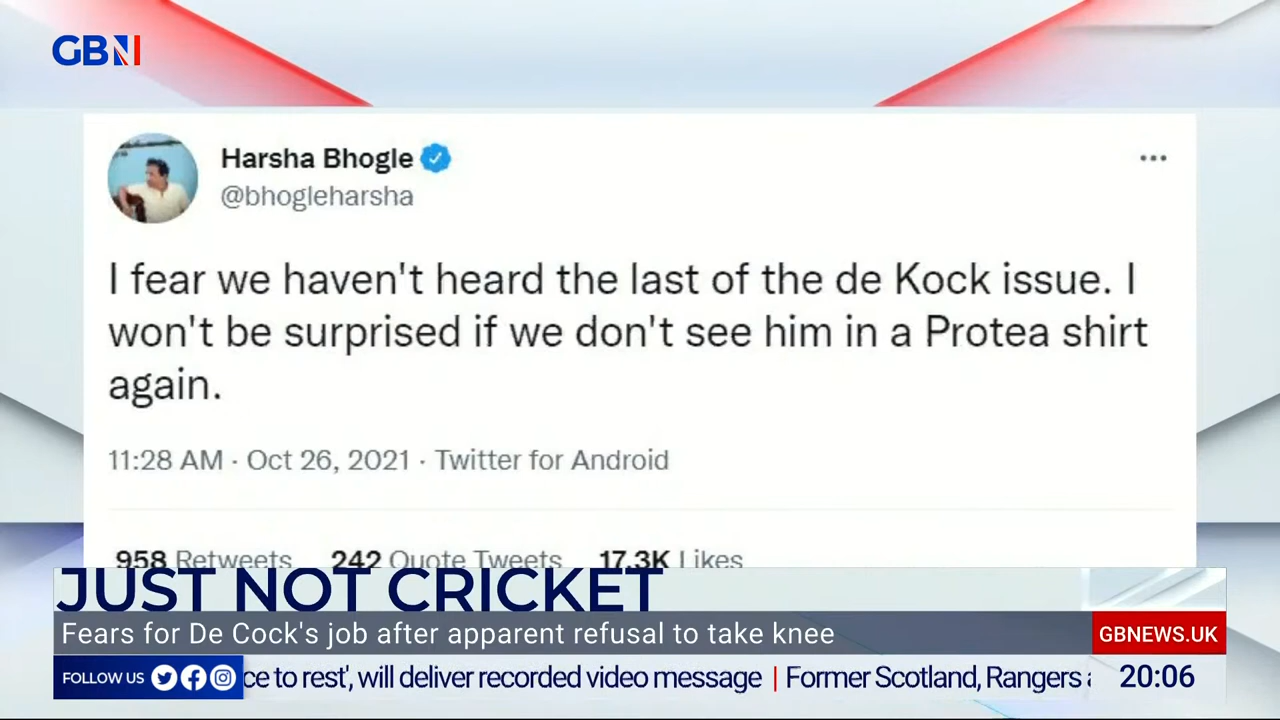 GBN
Harsha Bhogle
@bhogleharsha
I fear we haven't heard the last of the de Kock issue. I
won't be surprised if we don't see him in a Protea shirt
again.
11:28 AM · Oct 26, 2021 · Twitter for Android
958 Retweets 242 Quote Tweets 17.3K Likes
JUST NOT CRICKET
Fears for De Cock's job after apparent refusal to take knee
GBNEWS.UK
FOLLOW US
ce to rest', will deliver recorded video message | Former Scotland, Rangers
20:06